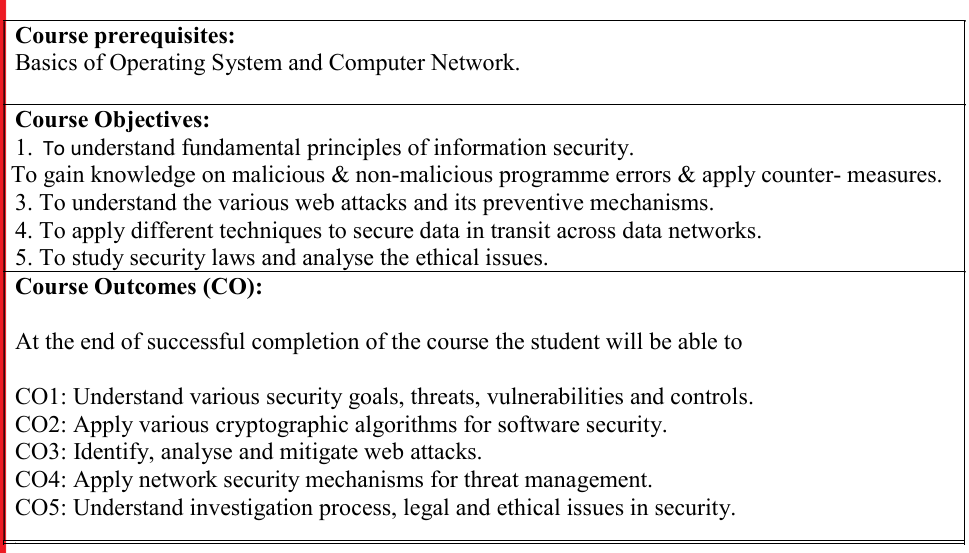 Course prerequisites:
Basics of Operating System and Computer Network.
Course Objectives:
1. To understand fundamental principles of information security.
To gain knowledge on malicious & non-malicious programme errors & apply counter- measures.
3. To understand the various web attacks and its preventive mechanisms.
4. To apply different techniques to secure data in transit across data networks.
5. To study security laws and analyse the ethical issues.
Course Outcomes (CO):
At the end of successful completion of the course the student will be able to
CO1: Understand various security goals, threats, vulnerabilities and controls.
CO2: Apply various cryptographic algorithms for software security.
CO3: Identify, analyse and mitigate web attacks.
CO4: Apply network security mechanisms for threat management.
CO5: Understand investigation process, legal and ethical issues in security.